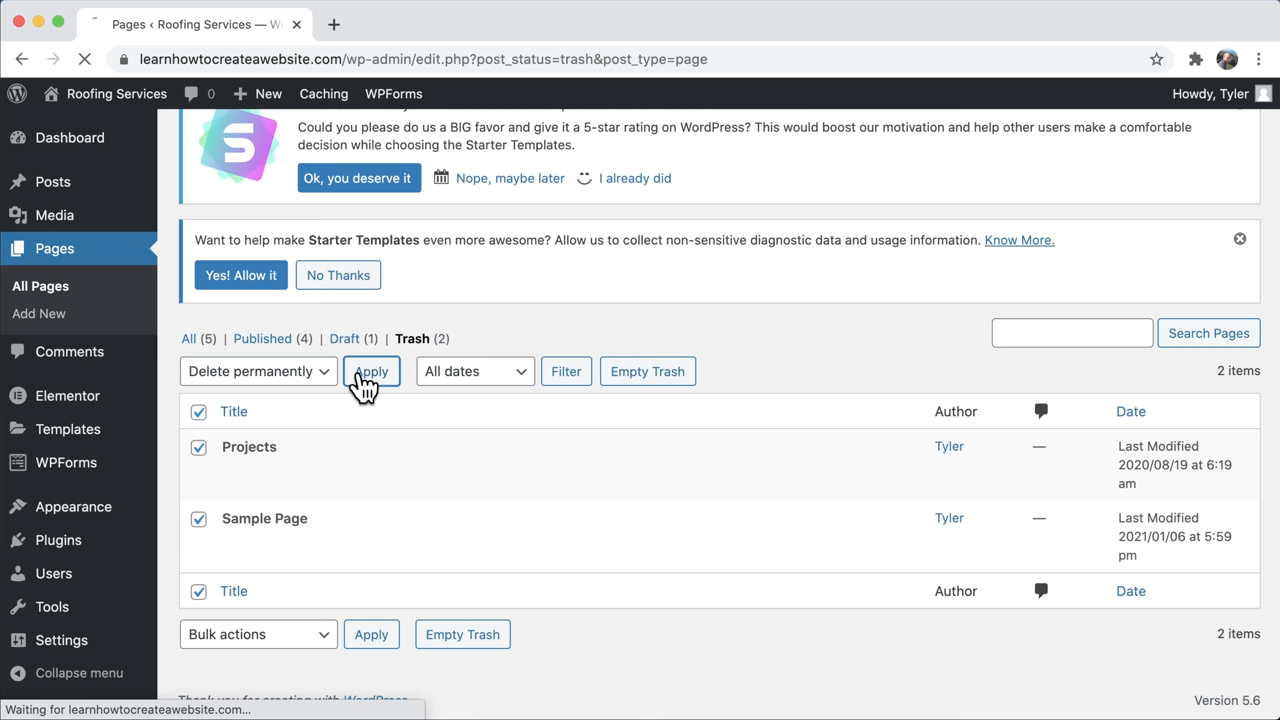 Pages ‹ Roofing Services — W
learnhowtocreateawebsite.com/wp-admin/edit.php?post_status=trash&post_type=page
Roofing Services 0 New Caching WPForms Howdy, Tyler
Dashboard
Posts
Media
Pages
All Pages
Add New
Comments
Elementor
Templates
WPForms
Appearance
Plugins
Users
Tools
Settings
Collapse menu
S
Could you please do us a BIG favor and give it a 5-star rating on WordPress? This would boost our motivation and help other users make a comfortable
decision while choosing the Starter Templates.
Ok, you deserve it Nope, maybe later I already did
Want to help make Starter Templates even more awesome? Allow us to collect non-sensitive diagnostic data and usage information. Know More.
Yes! Allow it No Thanks
All (5) | Published (4) | Draft (1) | Trash (2)
Search Pages
Delete permanently Apply All dates Filter Empty Trash 2 items
Title Author Date
Projects Tyler — Last Modified
2020/08/19 at 6:19
am
Sample Page Tyler — Last Modified
2021/01/06 at 5:59
pm
Title Author Date
Bulk actions Apply Empty Trash 2 items
Thank you for creating with WordPress. Version 5.6
Waiting for learnhowtocreateawebsite.com...